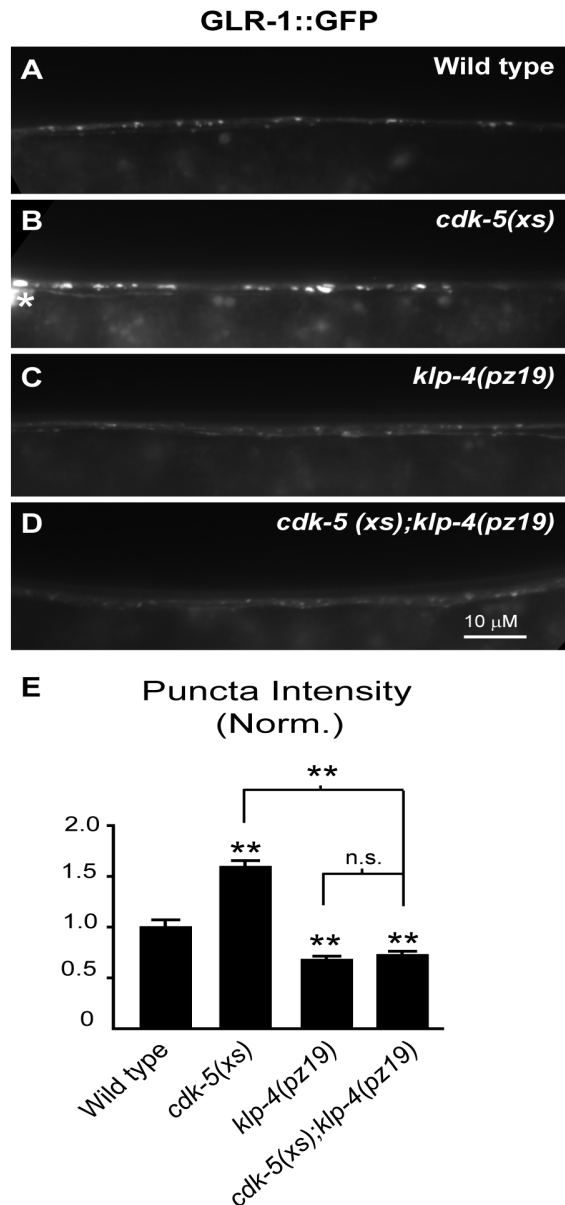 GLR-1::GFP
A
Wild type
B
cdk-5(xs)
*
C
klp-4(pz19)
D
cdk-5 (xs);klp-4(pz19)
10 μM
E
Puncta Intensity
(Norm.)
**
2.0
n.s.
1.5
**
1.0
**
**
0.5
0
Wild type
cdk-5(xs)
klp-4(pz19)
cdk-5(xs);klp-4(pz19)